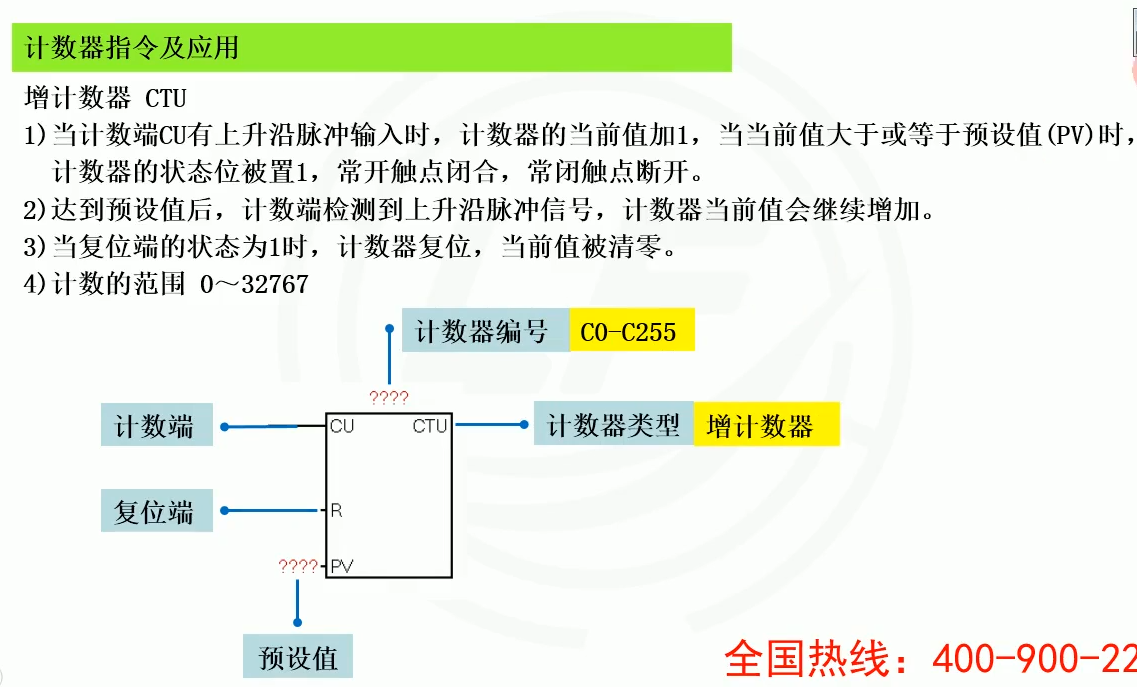 计数器指令及应用
增计数器 CTU
1)当计数端CU有上升沿脉冲输入时，计数器的当前值加1，当当前值大于或等于预设值(PV)时，
计数器的状态位被置1，常开触点闭合，常闭触点断开。
2)达到预设值后，计数端检测到上升沿脉冲信号，计数器当前值会继续增加。
3)当复位端的状态为1时，计数器复位，当前值被清零。
4)计数的范围 0～32767
计数器编号 C0-C255
????
计数端 CU CTU 计数器类型 增计数器
复位端 R
???? PV
预设值
全国热线：400-900-22